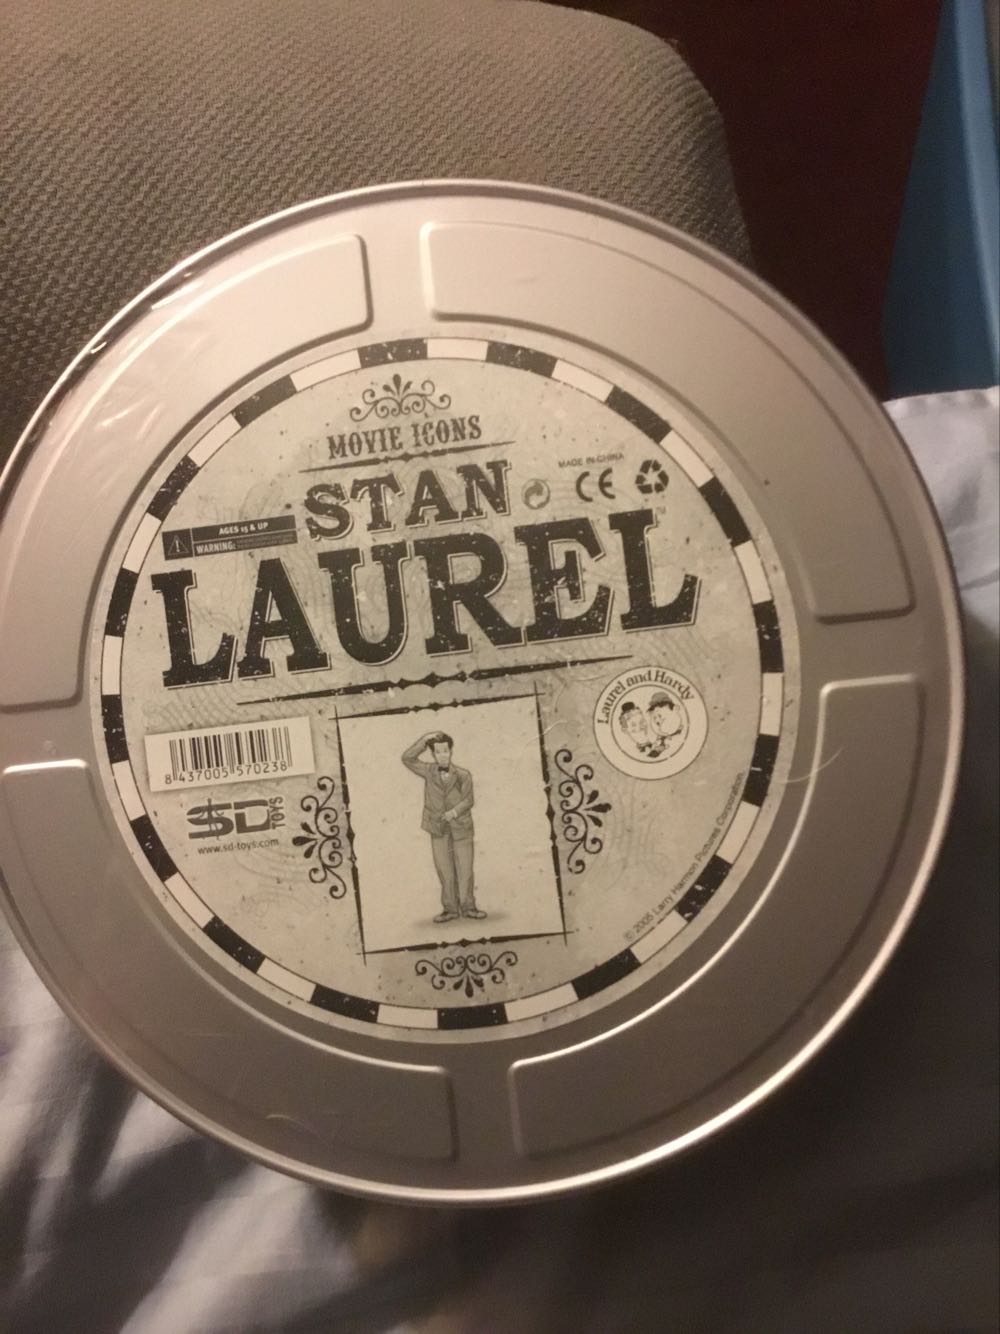 MOVIE ICONS
STAN
MADE IN CHINA
CE
AGES 15 & UP
WARNING:
LAUREL
TM
Laurel and Hardy
8 437005 570238
SD TOYS
www.sd-toys.com
© 2005 Larry Harmon Pictures Corporation